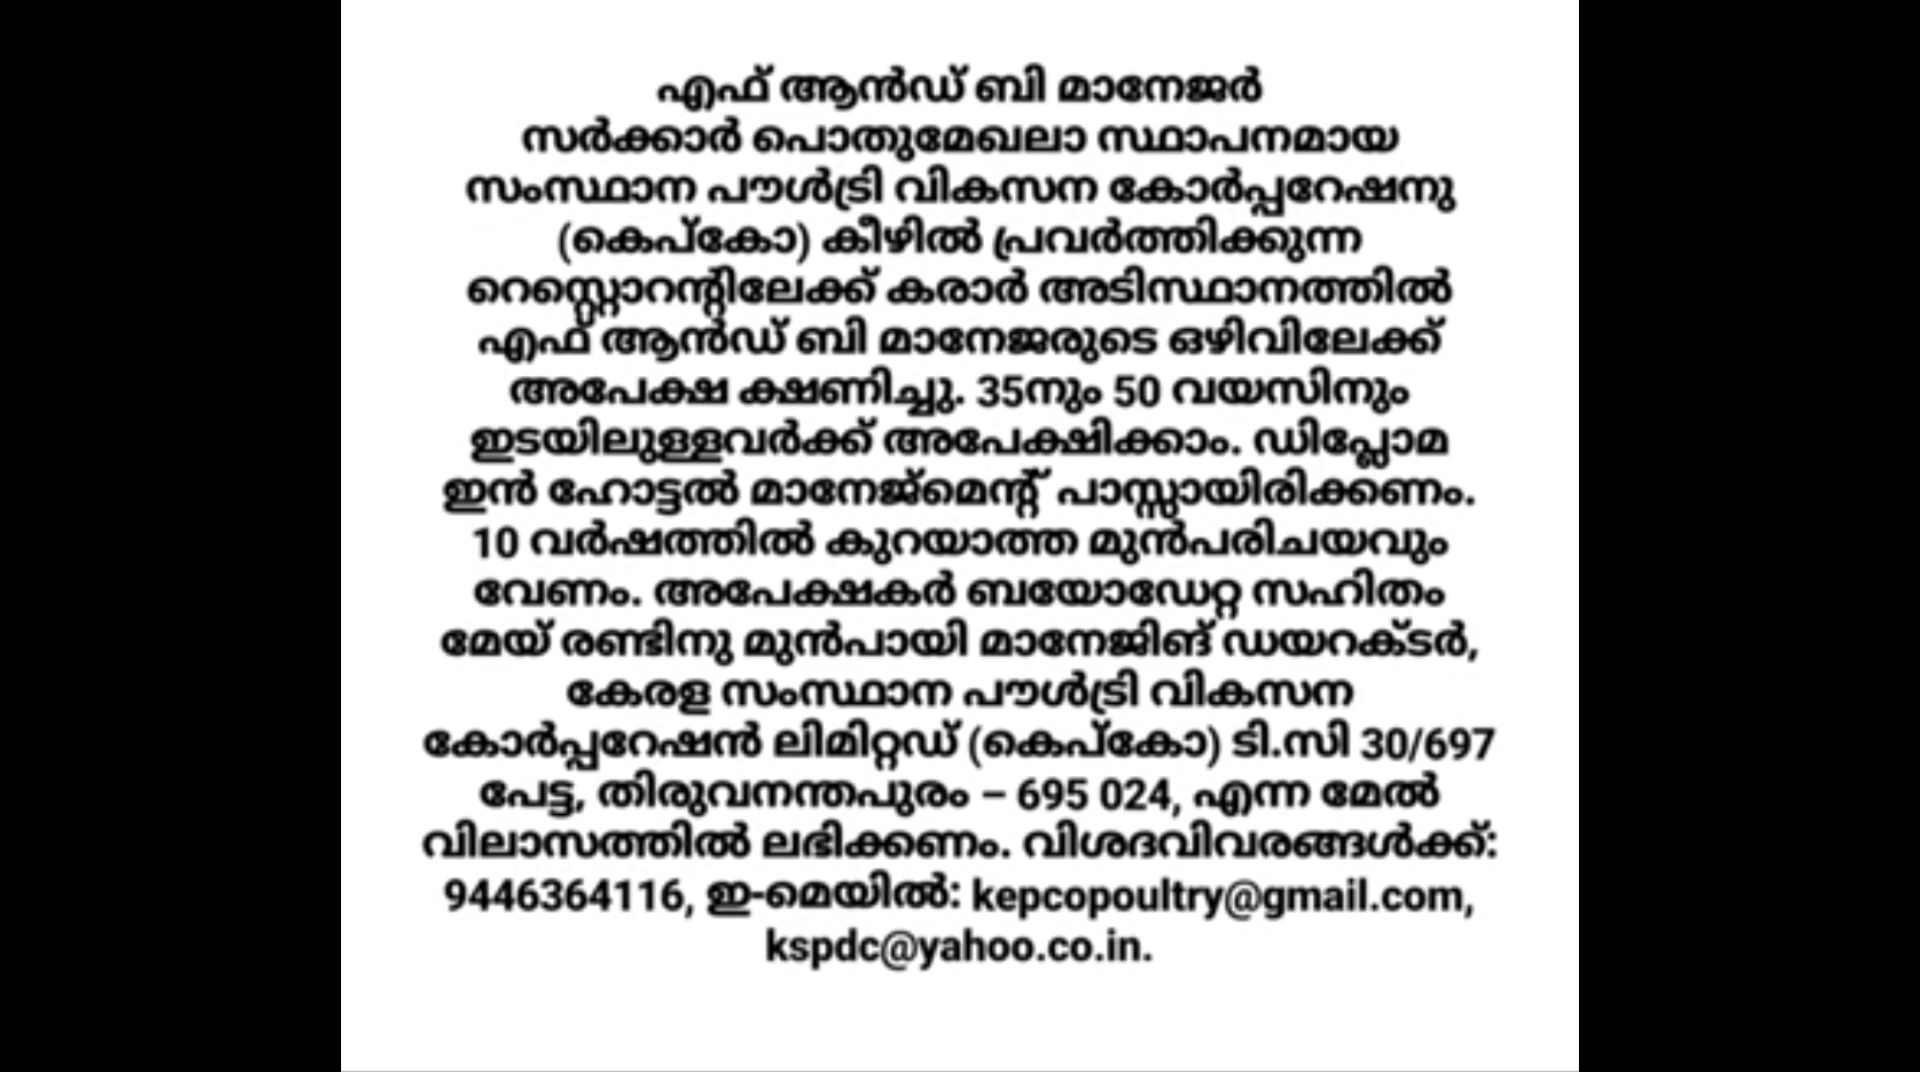 എഫ് ആൻഡ് ബി മാനേജർ
സർക്കാർ പൊതുമേഖലാ സ്ഥാപനമായ
സംസ്ഥാന പൗൾട്രി വികസന കോർപ്പറേഷനു
(കെപ്കോ) കീഴിൽ പ്രവർത്തിക്കുന്ന
റെസ്റ്റൊറന്റിലേക്ക് കരാർ അടിസ്ഥാനത്തിൽ
എഫ് ആൻഡ് ബി മാനേജരുടെ ഒഴിവിലേക്ക്
അപേക്ഷ ക്ഷണിച്ചു. 35നും 50 വയസിനും
ഇടയിലുള്ളവർക്ക് അപേക്ഷിക്കാം. ഡിപ്ലോമ
ഇൻ ഹോട്ടൽ മാനേജ്മെന്റ് പാസ്സായിരിക്കണം.
10 വർഷത്തിൽ കുറയാത്ത മുൻപരിചയവും
വേണം. അപേക്ഷകർ ബയോഡേറ്റ സഹിതം
മേയ് രണ്ടിനു മുൻപായി മാനേജിങ് ഡയറക്ടർ,
കേരള സംസ്ഥാന പൗൾട്രി വികസന
കോർപ്പറേഷൻ ലിമിറ്റഡ് (കെപ്കോ) ടി.സി 30/697
പേട്ട, തിരുവനന്തപുരം – 695 024, എന്ന മേൽ
വിലാസത്തിൽ ലഭിക്കണം. വിശദവിവരങ്ങൾക്ക്:
9446364116, ഇ-മെയിൽ: kepcopoultry@gmail.com,
kspdc@yahoo.co.in.